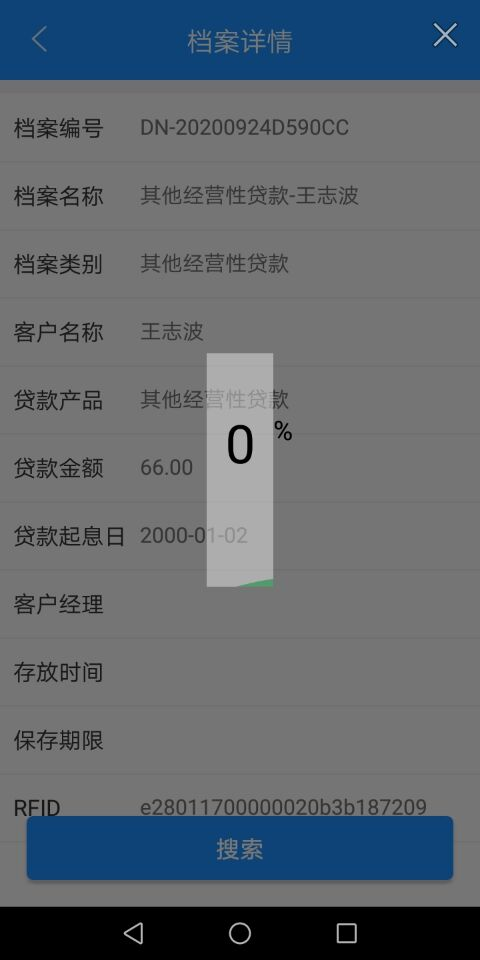 档案详情
档案编号 DN-20200924D590CC
档案名称 其他经营性贷款-王志波
档案类别 其他经营性贷款
客户名称 王志波
贷款产品 其他经营性贷款
0 %
贷款金额 66.00
贷款起息日 2000-01-02
客户经理
存放时间
保存期限
RFID e28011700000020b3b187209
搜索